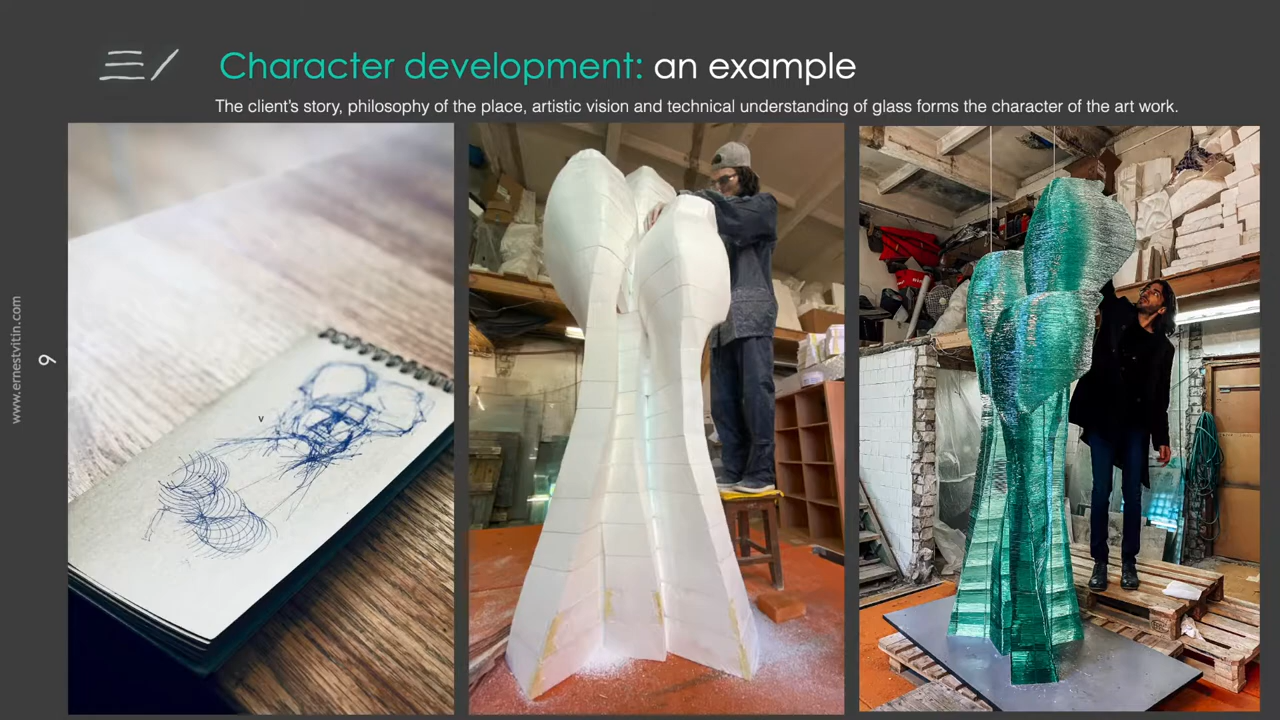 Character development: an example
The client's story, philosophy of the place, artistic vision and technical understanding of glass forms the character of the art work.
www.ernestvitin.com
9
v